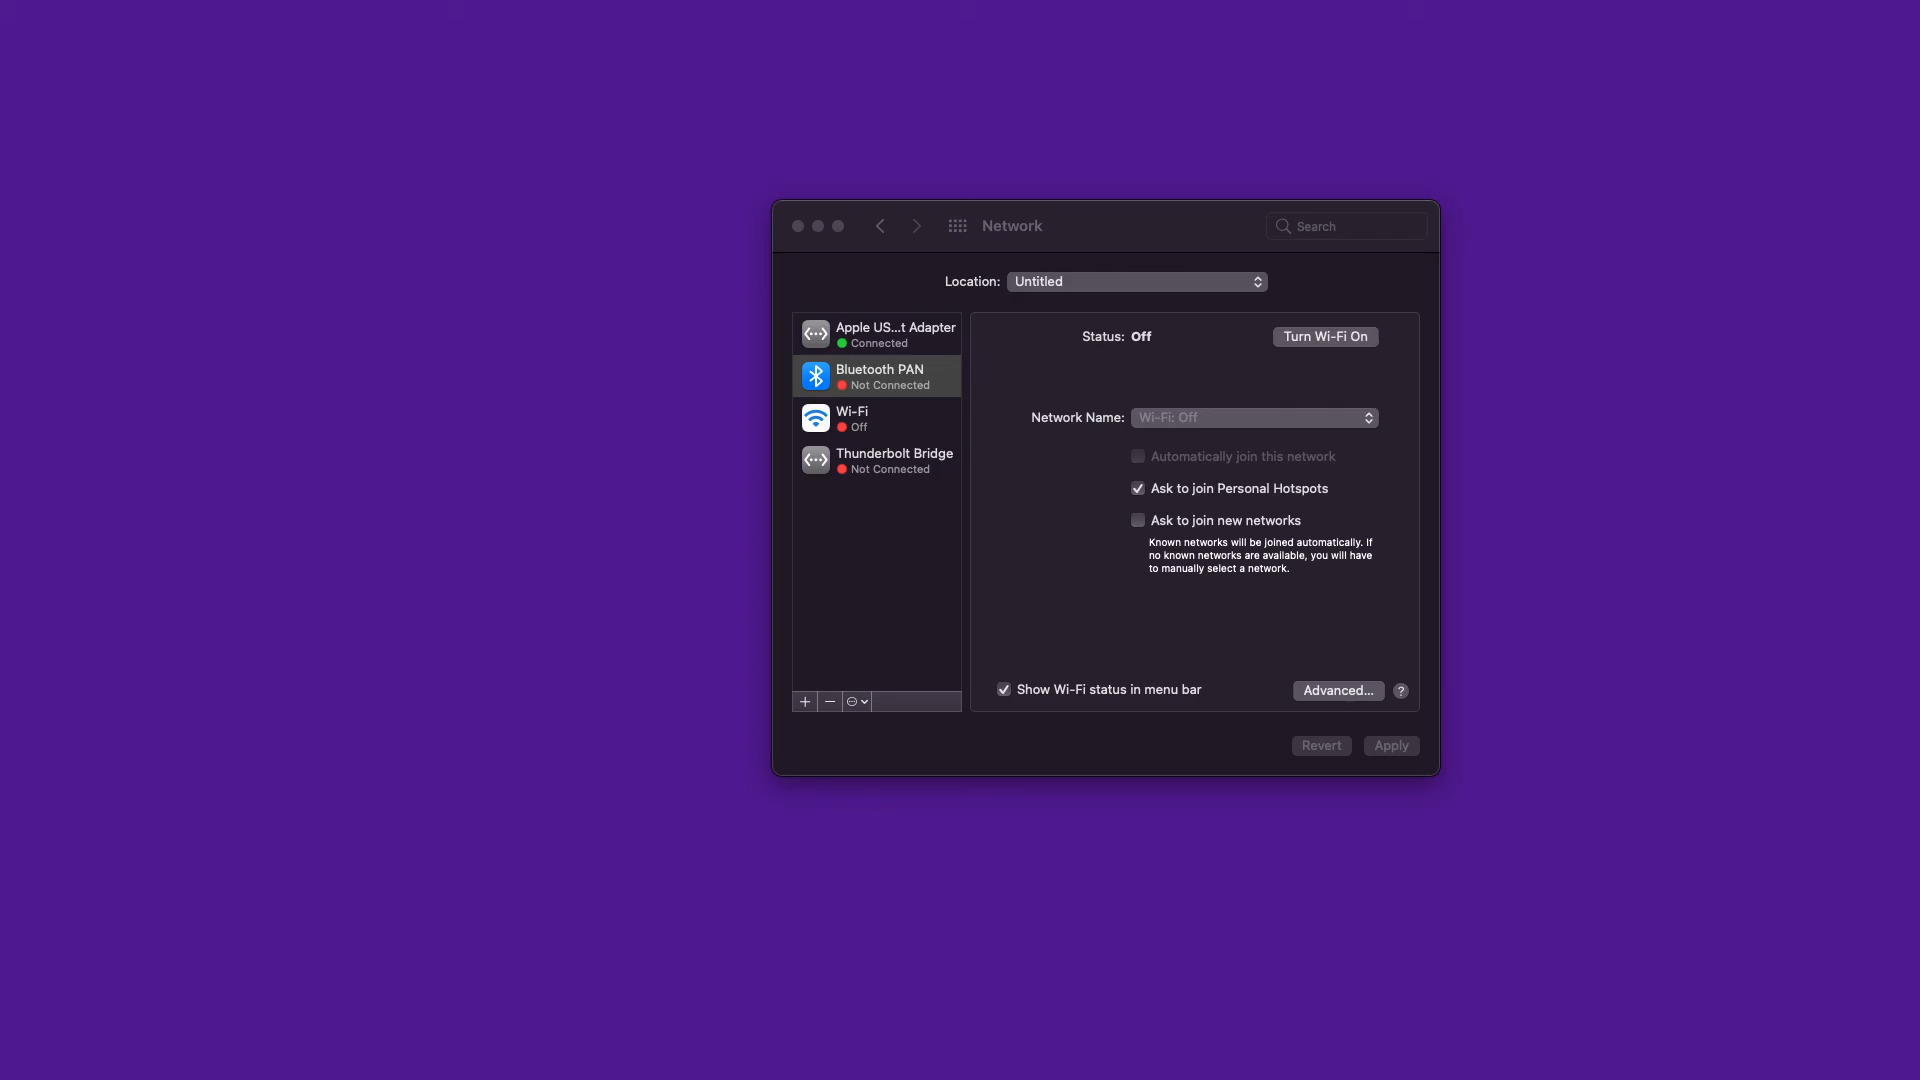 Network
Search
Location: Untitled
Apple US...t Adapter
Connected
Bluetooth PAN
Not Connected
Wi-Fi
Off
Thunderbolt Bridge
Not Connected
Status: Off
Turn Wi-Fi On
Network Name: Wi-Fi: Off
Automatically join this network
Ask to join Personal Hotspots
Ask to join new networks
Known networks will be joined automatically. If
no known networks are available, you will have
to manually select a network.
Show Wi-Fi status in menu bar
Advanced...
?
Revert
Apply